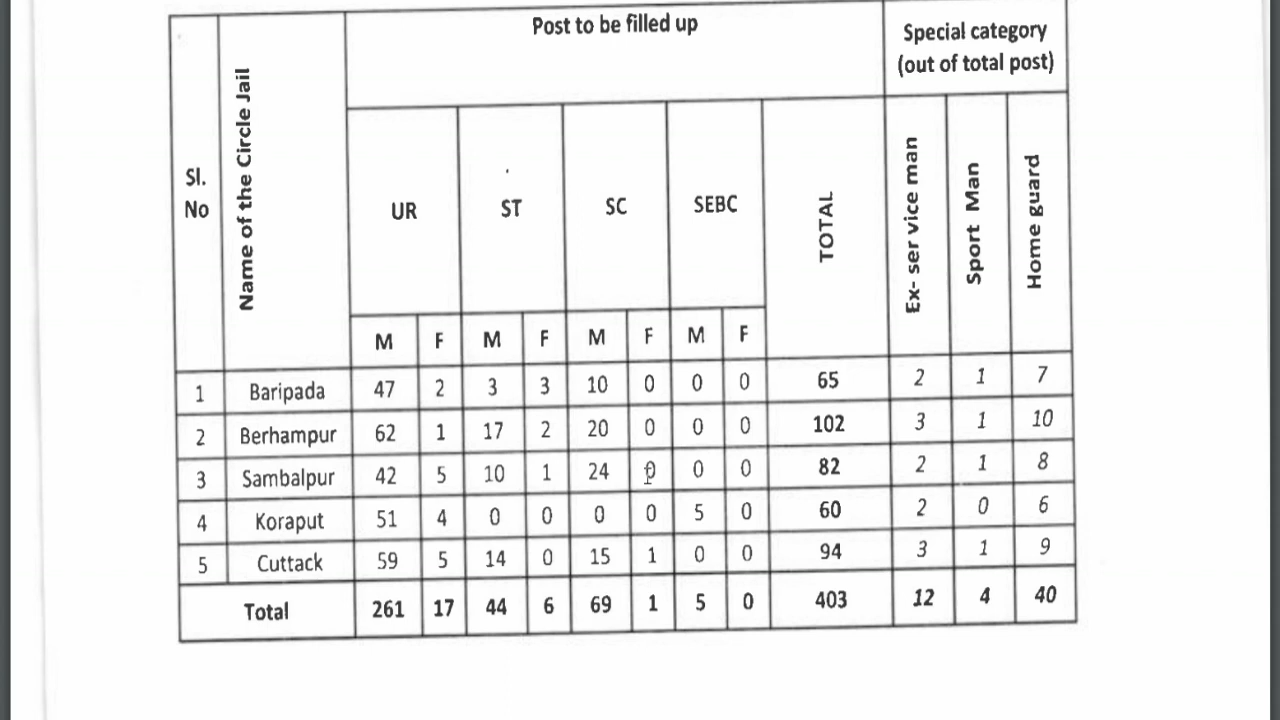 Post to be filled up
Special category
(out of total post)
Sl.
No
Name of the Circle Jail
UR
ST
SC
SEBC
TOTAL
Ex- ser vice man
Sport Man
Home guard
M F M F M F M F
1 Baripada 47 2 3 3 10 0 0 0 65 2 1 7
2 Berhampur 62 1 17 2 20 0 0 0 102 3 1 10
3 Sambalpur 42 5 10 1 24 0 0 0 82 2 1 8
4 Koraput 51 4 0 0 0 0 5 0 60 2 0 6
5 Cuttack 59 5 14 0 15 1 0 0 94 3 1 9
Total 261 17 44 6 69 1 5 0 403 12 4 40